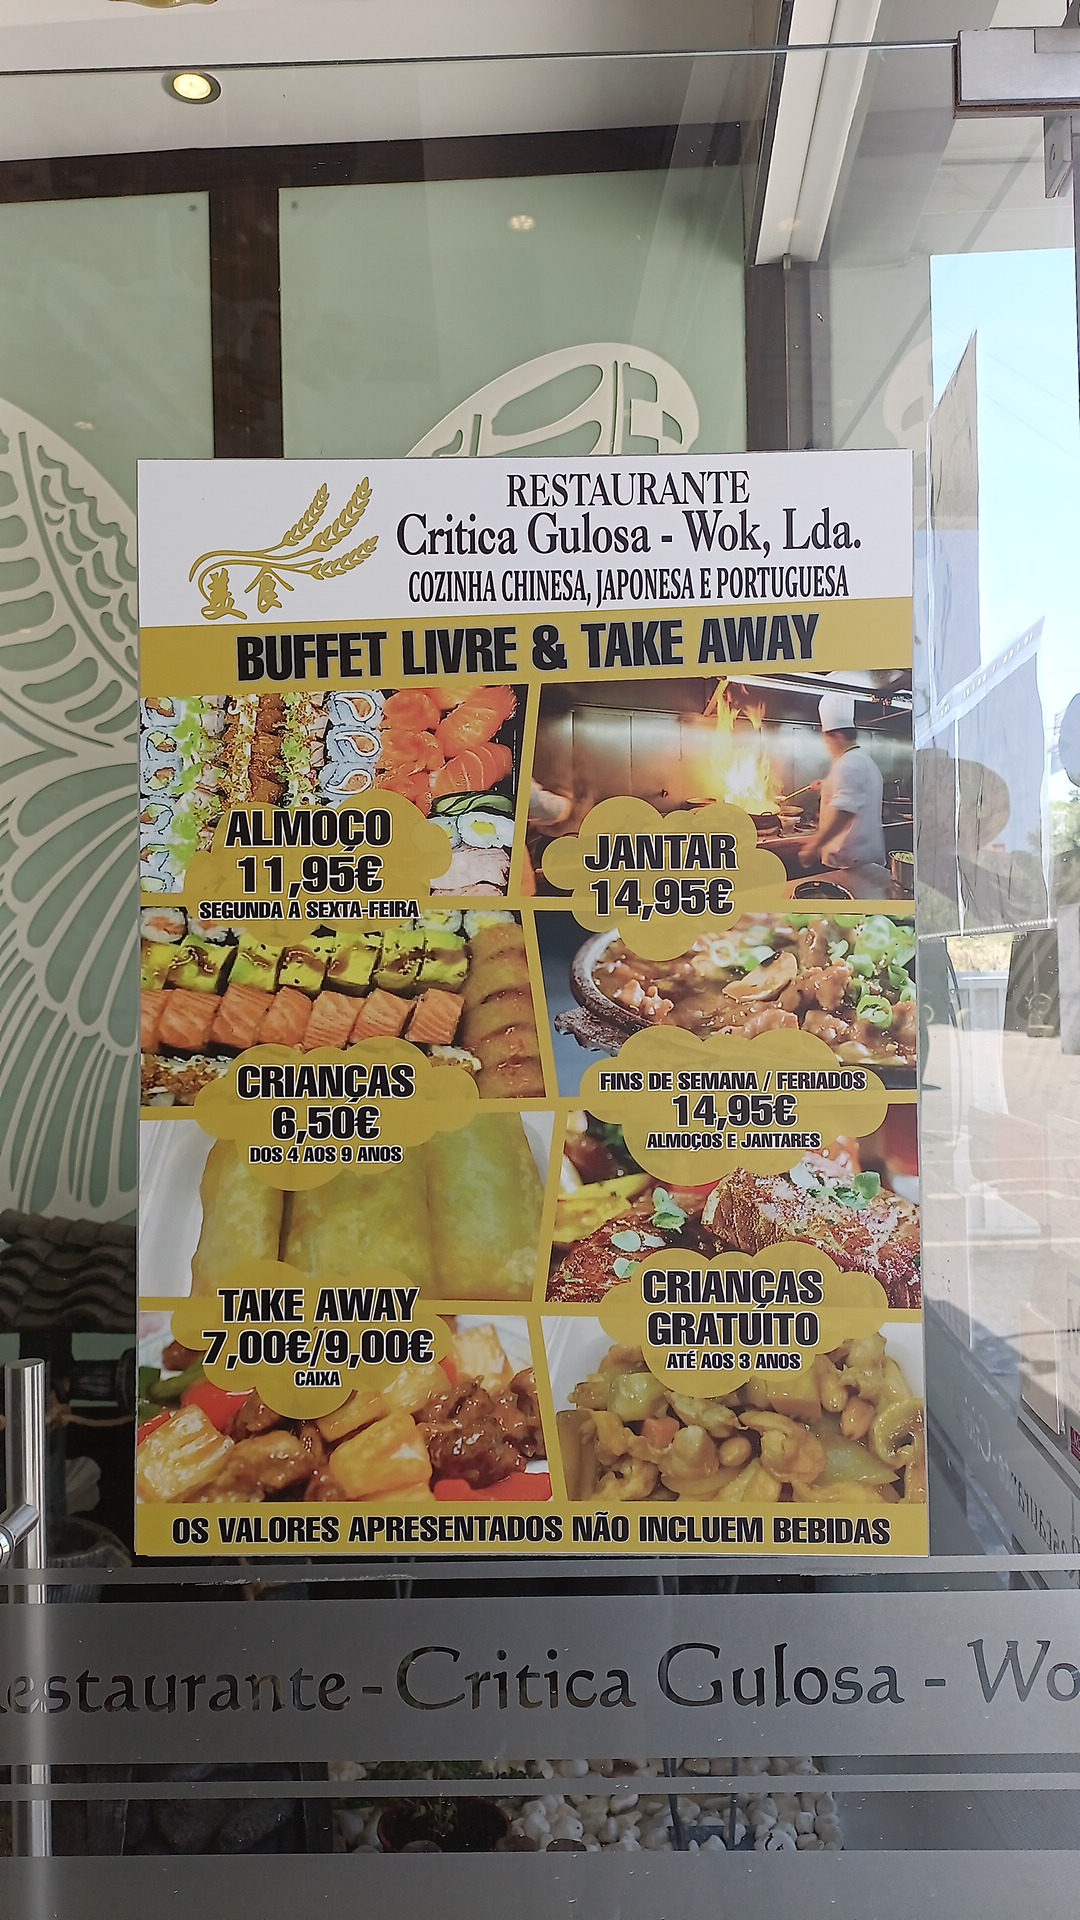 RESTAURANTE
Critica Gulosa - Wok, Lda.
COZINHA CHINESA, JAPONESA E PORTUGUESA
美食
BUFFET LIVRE & TAKE AWAY
ALMOÇO
11,95€
SEGUNDA A SEXTA-FEIRA
JANTAR
14,95€
CRIANÇAS
6,50€
DOS 4 AOS 9 ANOS
FINS DE SEMANA / FERIADOS
14,95€
ALMOÇOS E JANTARES
TAKE AWAY
7,00€/9,00€
CAIXA
CRIANÇAS
GRATUÍTO
ATÉ AOS 3 ANOS
OS VALORES APRESENTADOS NÃO INCLUEM BEBIDAS
estaurante - Critica Gulosa - Wo